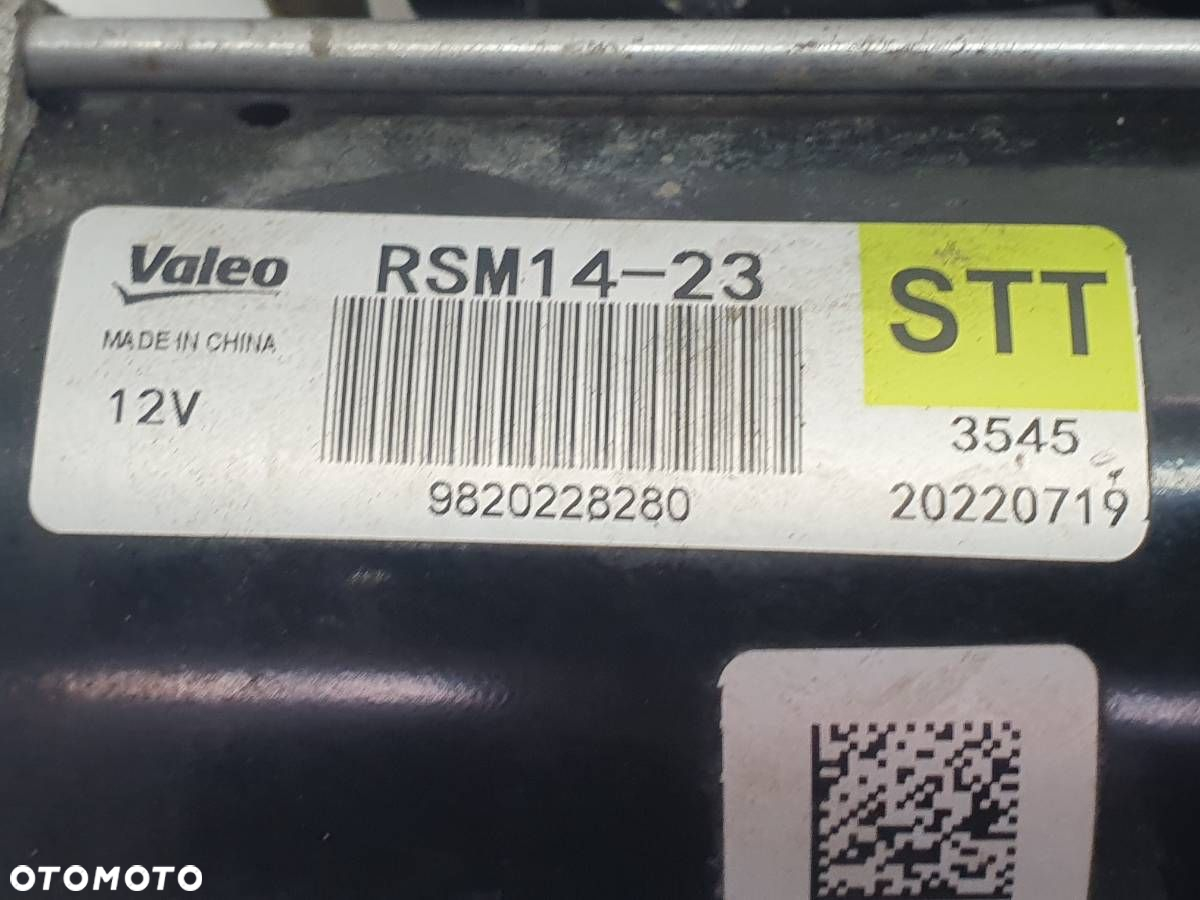 Valeo
RSM14-23
STT
MADE IN CHINA
12V
3545
9820228280
20220719
OTOMOTO